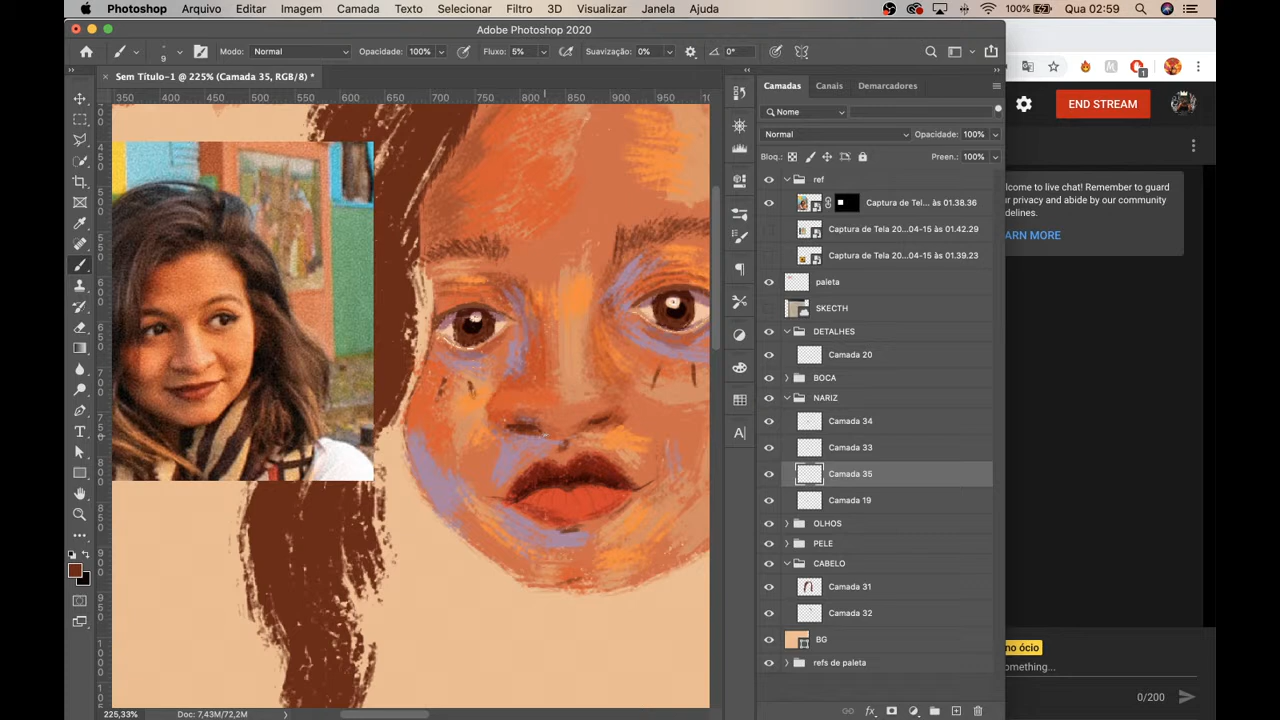 Photoshop Arquivo Editar Imagem Camada Texto Selecionar Filtro 3D Visualizar Janela Ajuda 100% Qua 02:59
Adobe Photoshop 2020
9 Modo: Normal Opacidade: 100% Fluxo: 5% Suavização: 0% 0°
Sem Título-1 @ 225% (Camada 35, RGB/8) *
350 400 450 500 550 600 650 700 750 800 850 900 950
Camadas Canais Demarcadores
END STREAM
Nome
Normal Opacidade: 100%
Bloq.: Preen.: 100%
ref
Captura de Tel... às 01.38.36
lcome to live chat! Remember to guard
r privacy and abide by our community
delines.
Captura de Tela 20...04-15 às 01.42.29
ARN MORE
Captura de Tela 20...04-15 às 01.39.23
paleta
SKECTH
DETALHES
Camada 20
BOCA
NARIZ
Camada 34
Camada 33
Camada 35
Camada 19
OLHOS
PELE
CABELO
Camada 31
Camada 32
BG
no ócio
refs de paleta
omething...
0/200
225,33% Doc: 7,43M/72,2M